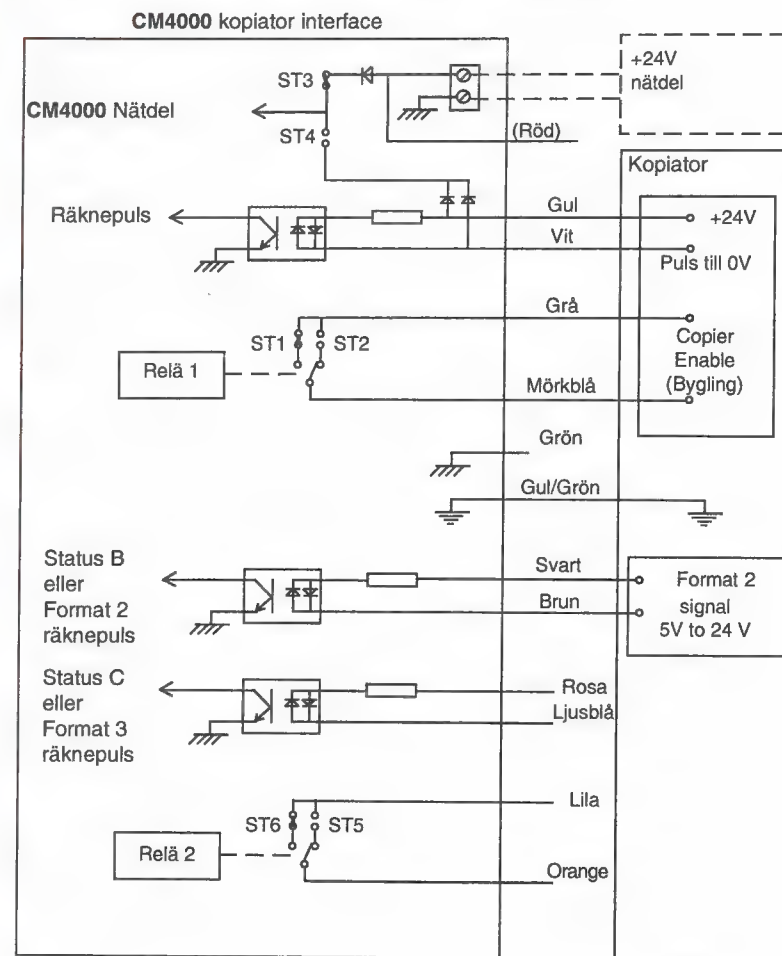 CM4000 kopiator interface
+24V
nätdel
ST3
CM4000 Nätdel
ST4
(Röd)
Kopiator
Räknepuls
Gul
+24V
Vit
Puls till 0V
Grå
ST1
ST2
Copier
Enable
(Bygling)
Relä 1
Mörkblå
Grön
Gul/Grön
Status B
eller
Format 2
räknepuls
Svart
Format 2
signal
5V to 24 V
Brun
Status C
eller
Format 3
räknepuls
Rosa
Ljusblå
Lila
ST6
ST5
Relä 2
Orange